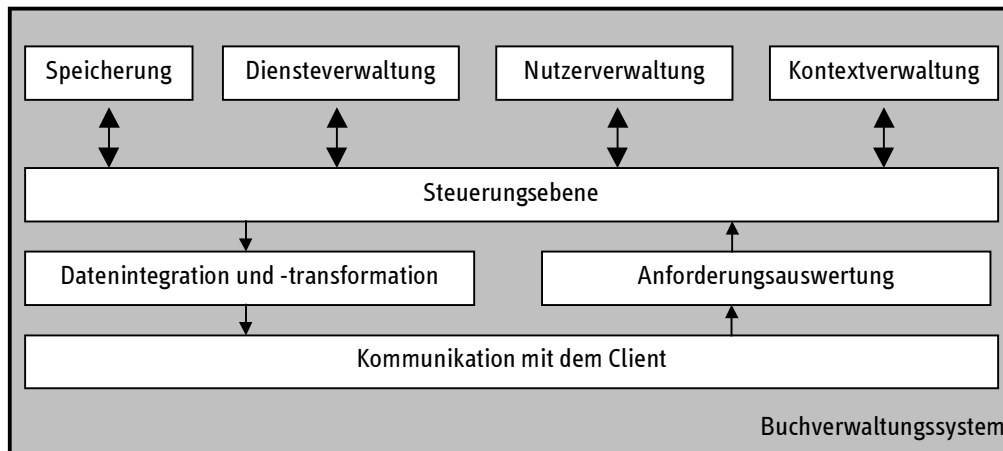 Speicherung
Diensteverwaltung
Nutzerverwaltung
Kontextverwaltung
Steuerungsebene
Datenintegration und -transformation
Anforderungsauswertung
Kommunikation mit dem Client
Buchverwaltungssystem